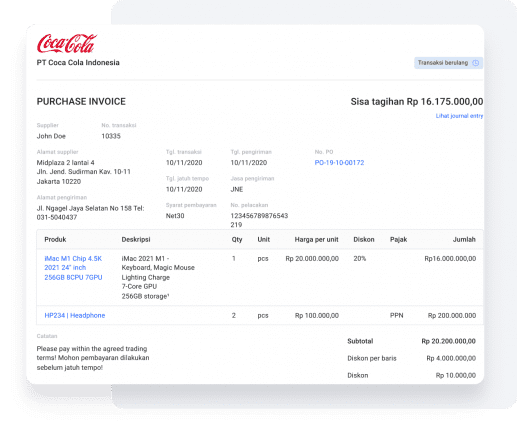 Coca-Cola
PT Coca Cola Indonesia
Transaksi berulang
PURCHASE INVOICE
Sisa tagihan Rp 16.175.000,00
Lihat journal entry
Supplier No. transaksi
John Doe 10335
Alamat supplier Tgl. transaksi Tgl. pengiriman No. PO
Midplaza 2 lantai 4 10/11/2020 10/11/2020 PO-19-10-00172
Jln. Jend. Sudirman Kav. 10-11
Jakarta 10220
Tgl. jatuh tempo Jasa pengiriman
10/11/2020 JNE
Alamat pengiriman
Jl. Ngagel Jaya Selatan No 158 Tel:
031-5040437
Syarat pembayaran No. pelacakan
Net30 123456789876543
219
Produk Deskripsi Qty Unit Harga per unit Diskon Pajak Jumlah
iMac M1 Chip 4.5K
2021 24" inch
256GB 8CPU 7GPU
iMac 2021 M1 -
Keyboard, Magic Mouse
Lighting Charge
7-Core GPU
256GB storage¹
1 pcs Rp 20.000.000,00 20% Rp16.000.000,00
HP234 | Headphone 2 pcs Rp 100.000,00 PPN Rp 200.000.000
Catatan
Please pay within the agreed trading
terms! Mohon pembayaran dilakukan
sebelum jatuh tempo!
Subtotal Rp 20.200.000,00
Diskon per baris Rp 4.000.000,00
Diskon Rp 10.000,00